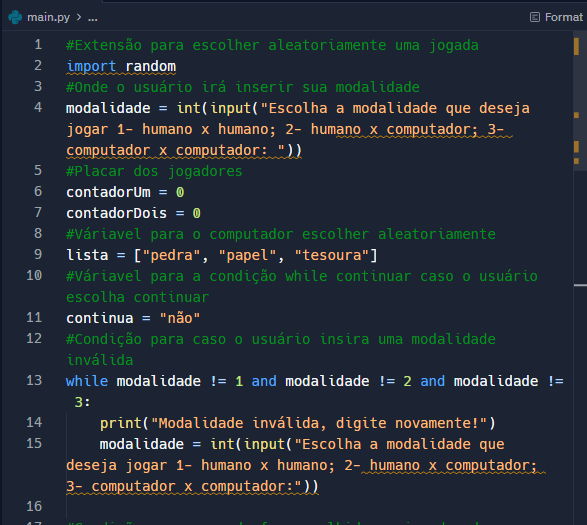 main.py > ...
Format
1 #Extensão para escolher aleatoriamente uma jogada
2 import random
3 #Onde o usuário irá inserir sua modalidade
4 modalidade = int(input("Escolha a modalidade que deseja
jogar 1- humano x humano; 2- humano x computador; 3-
computador x computador: "))
5 #Placar dos jogadores
6 contadorUm = 0
7 contadorDois = 0
8 #Váriavel para o computador escolher aleatoriamente
9 lista = ["pedra", "papel", "tesoura"]
10 #Váriavel para a condição while continuar caso o usuário
escolha continuar
11 continua = "não"
12 #Condição para caso o usuário insira uma modalidade
inválida
13 while modalidade != 1 and modalidade != 2 and modalidade !=
3:
14 print("Modalidade inválida, digite novamente!")
15 modalidade = int(input("Escolha a modalidade que
deseja jogar 1- humano x humano; 2- humano x computador;
3- computador x computador:"))
16